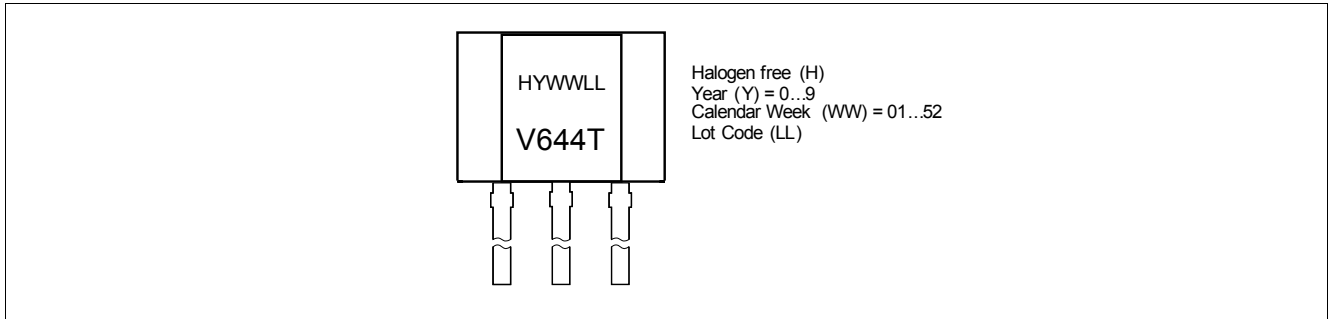 HYWWLL
V644T
Halogen free (H)
Year (Y) = 0...9
Calendar Week (WW) = 01...52
Lot Code (LL)